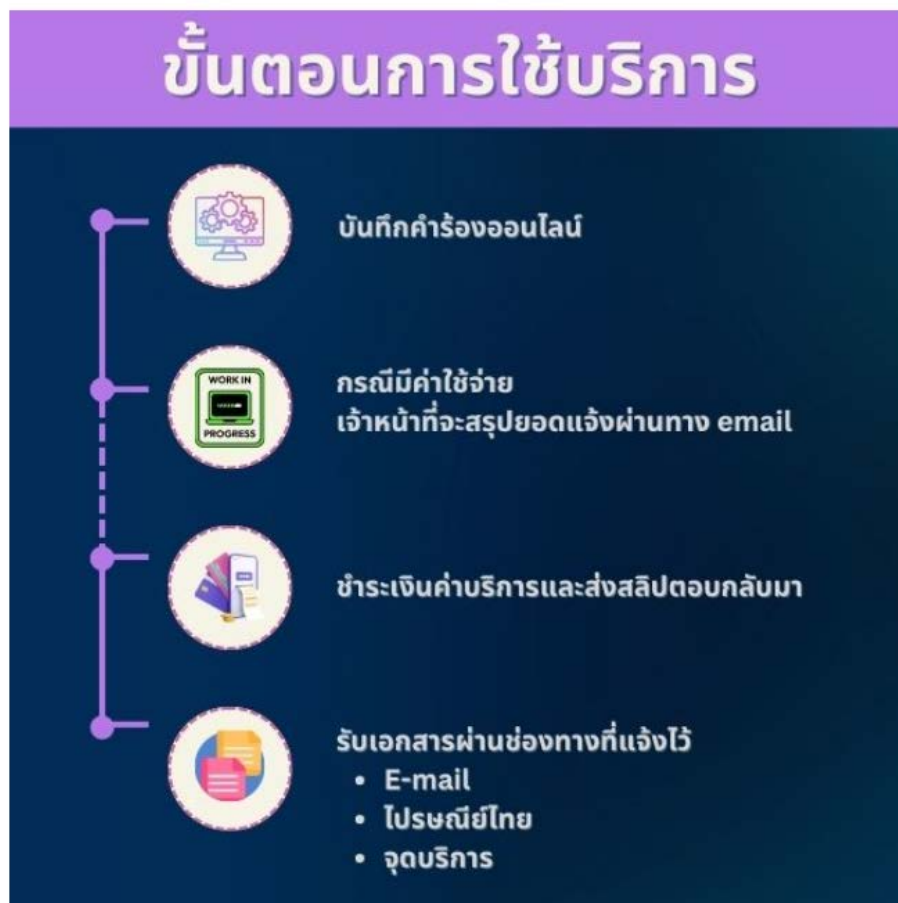 ขั้นตอนการใช้บริการ
บันทึกคำร้องออนไลน์
WORK IN
PROGRESS
กรณีมีค่าใช้จ่าย
เจ้าหน้าที่จะสรุปยอดแจ้งผ่านทาง email
ชำระเงินค่าบริการและส่งสลิปตอบกลับมา
รับเอกสารผ่านช่องทางที่แจ้งไว้
• E-mail
• ไปรษณีย์ไทย
• จุดบริการ